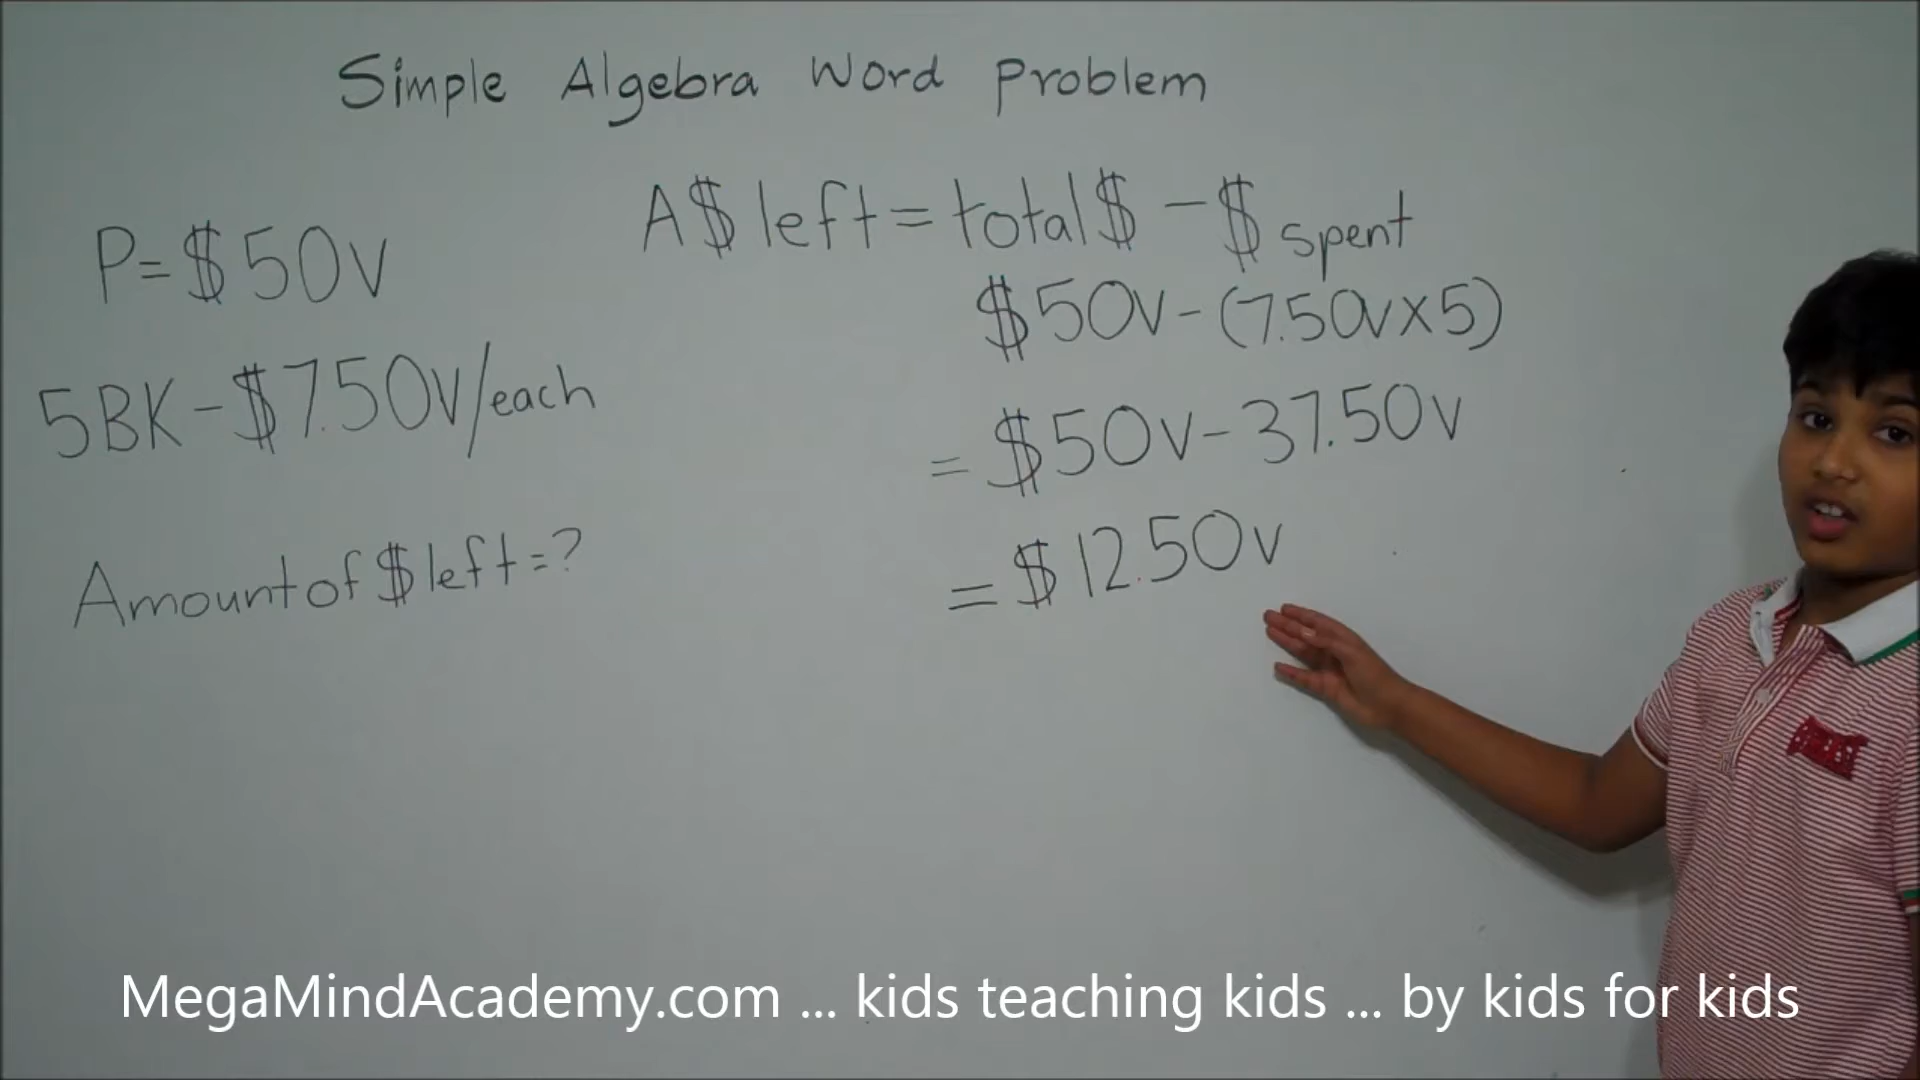 Simple Algebra Word Problem
P=$50v
5BK-$7.50v/each
Amount of $ left=?
A$ left=total$ -$ spent
$50v-(7.50vx5)
=$50v-37.50v
=$12.50v
MegaMindAcademy.com ... kids teaching kids ... by kids for kids